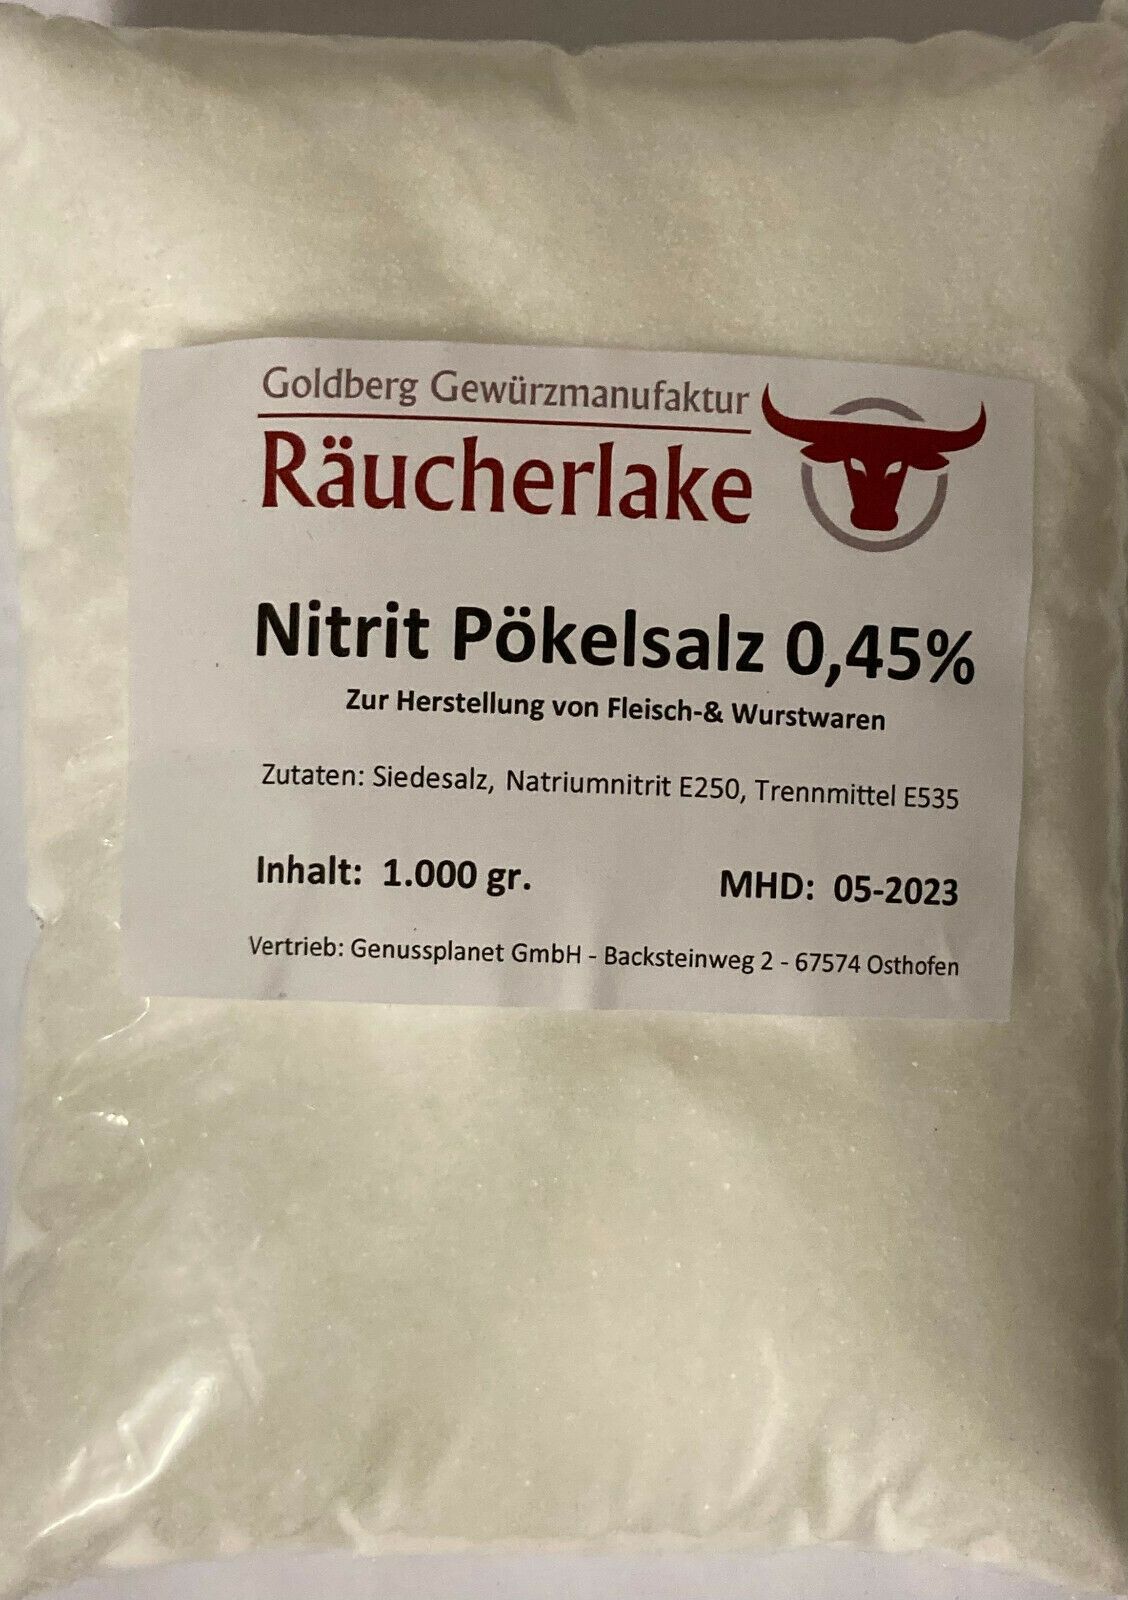 Goldberg Gewürzmanufaktur
Räucherlake
Nitrit Pökelsalz 0,45%
Zur Herstellung von Fleisch-& Wurstwaren
Zutaten: Siedesalz, Natriumnitrit E250, Trennmittel E535
Inhalt: 1.000 gr. MHD: 05-2023
Vertrieb: Genussplanet GmbH - Backsteinweg 2 - 67574 Osthofen